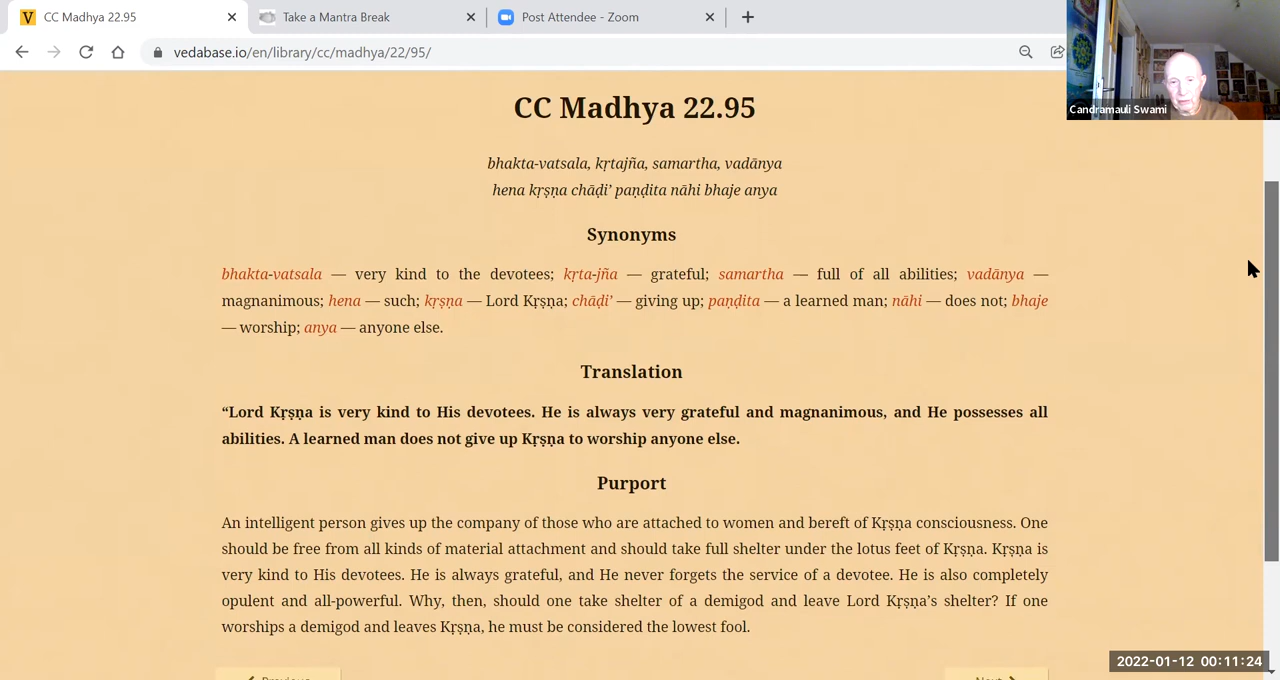 CC Madhya 22.95
Take a Mantra Break
Post Attendee - Zoom
vedabase.io/en/library/cc/madhya/22/95/
Candramauli Swami
CC Madhya 22.95
bhakta-vatsala, kṛtajña, samartha, vadānya
hena kṛṣṇa chāḍi’ paṇḍita nāhi bhaje anya
Synonyms
bhakta-vatsala — very kind to the devotees; kṛta-jña — grateful; samartha — full of all abilities; vadānya —
magnanimous; hena — such; kṛṣṇa — Lord Kṛṣṇa; chāḍi’ — giving up; paṇḍita — a learned man; nāhi — does not; bhaje
— worship; anya — anyone else.
Translation
“Lord Kṛṣṇa is very kind to His devotees. He is always very grateful and magnanimous, and He possesses all
abilities. A learned man does not give up Kṛṣṇa to worship anyone else.
Purport
An intelligent person gives up the company of those who are attached to women and bereft of Kṛṣṇa consciousness. One
should be free from all kinds of material attachment and should take full shelter under the lotus feet of Kṛṣṇa. Kṛṣṇa is
very kind to His devotees. He is always grateful, and He never forgets the service of a devotee. He is also completely
opulent and all-powerful. Why, then, should one take shelter of a demigod and leave Lord Kṛṣṇa’s shelter? If one
worships a demigod and leaves Kṛṣṇa, he must be considered the lowest fool.
2022-01-12 00:11:24